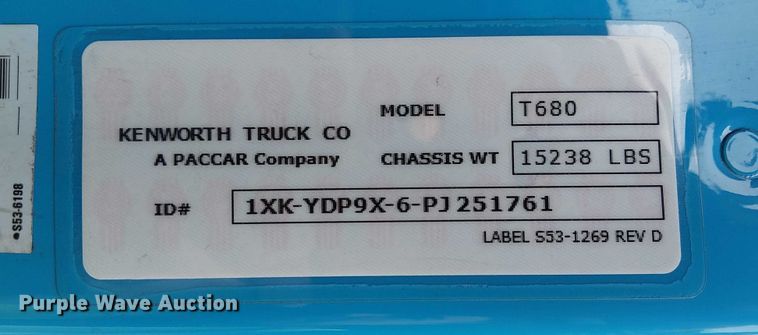 KENWORTH TRUCK CO
A PACCAR Company
MODEL T680
CHASSIS WT 15238 LBS
ID# 1XK-YDP9X-6-PJ251761
LABEL S53-1269 REV D
●S53-6198
Purple Wave Auction